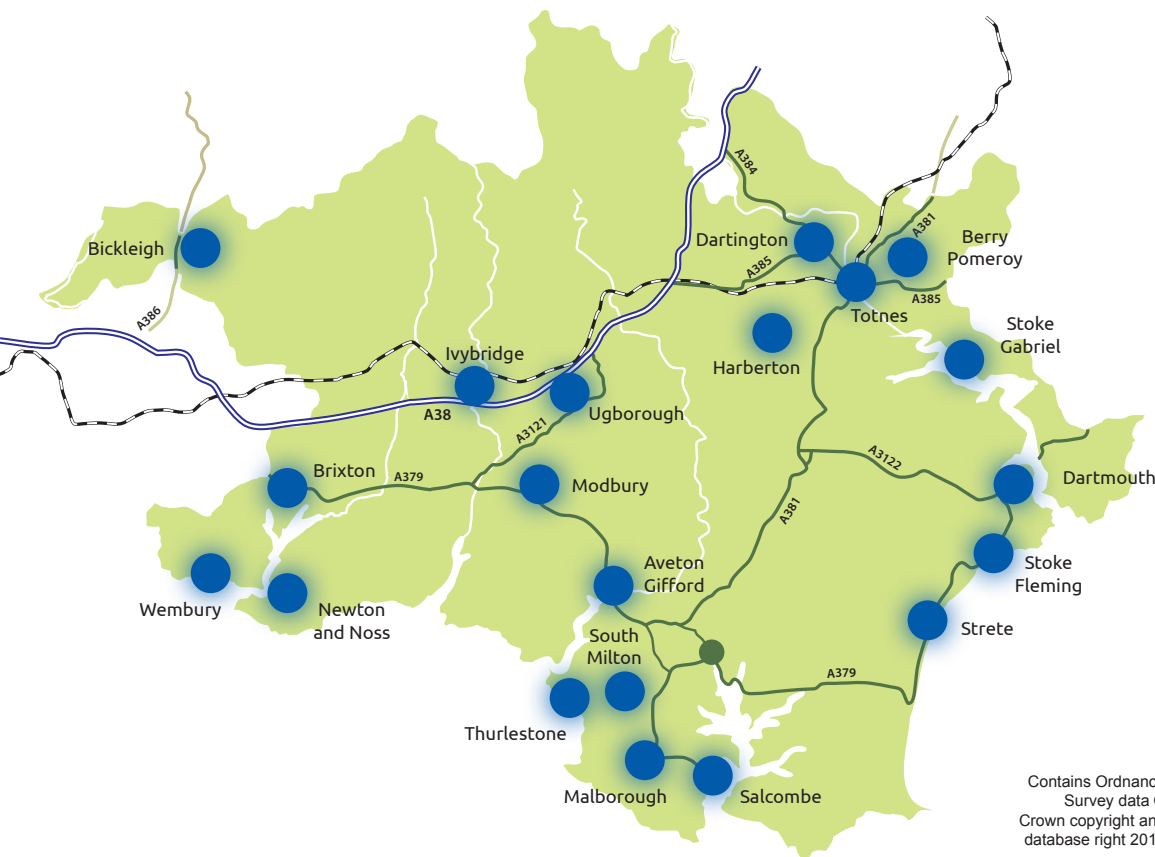 A384
Dartington
A381
Berry
Pomeroy
Bickleigh
A385
A385
Totnes
A386
Stoke
Gabriel
Ivybridge
Harberton
A38
Ugborough
A3121
Brixton
A379
Modbury
A3122
Dartmouth
A381
Aveton
Gifford
Stoke
Fleming
Wembury
Newton
and Noss
South
Milton
Strete
A379
Thurlestone
Malborough
Salcombe
Contains Ordnanc
Survey data
Crown copyright an
database right 201